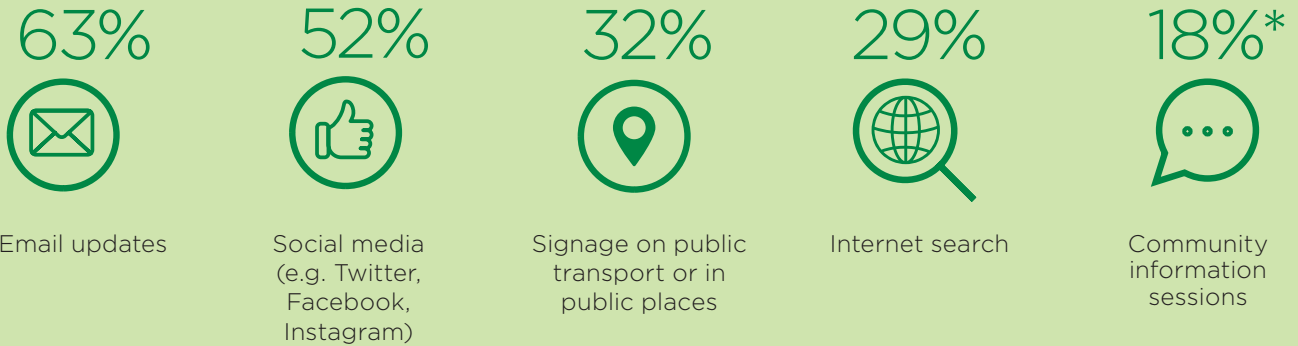 63%
52%
32%
29%
18%*
Email updates
Social media
(e.g. Twitter,
Facebook,
Instagram)
Signage on public
transport or in
public places
Internet search
Community
information
sessions